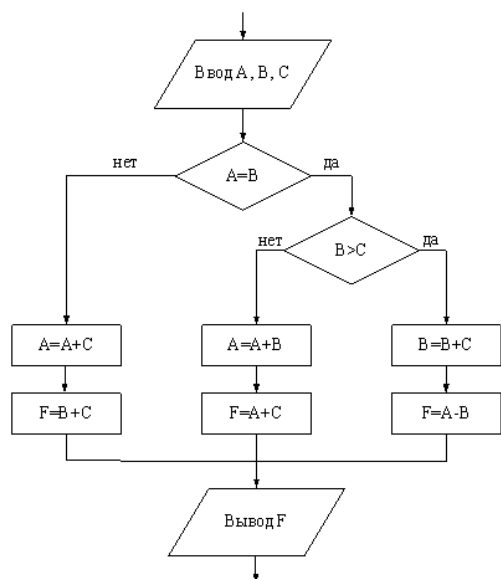 Ввод A, B, C
A=B
нет
да
B>C
нет
да
A=A+C
A=A+B
B=B+C
F=B+C
F=A+C
F=A-B
Вывод F